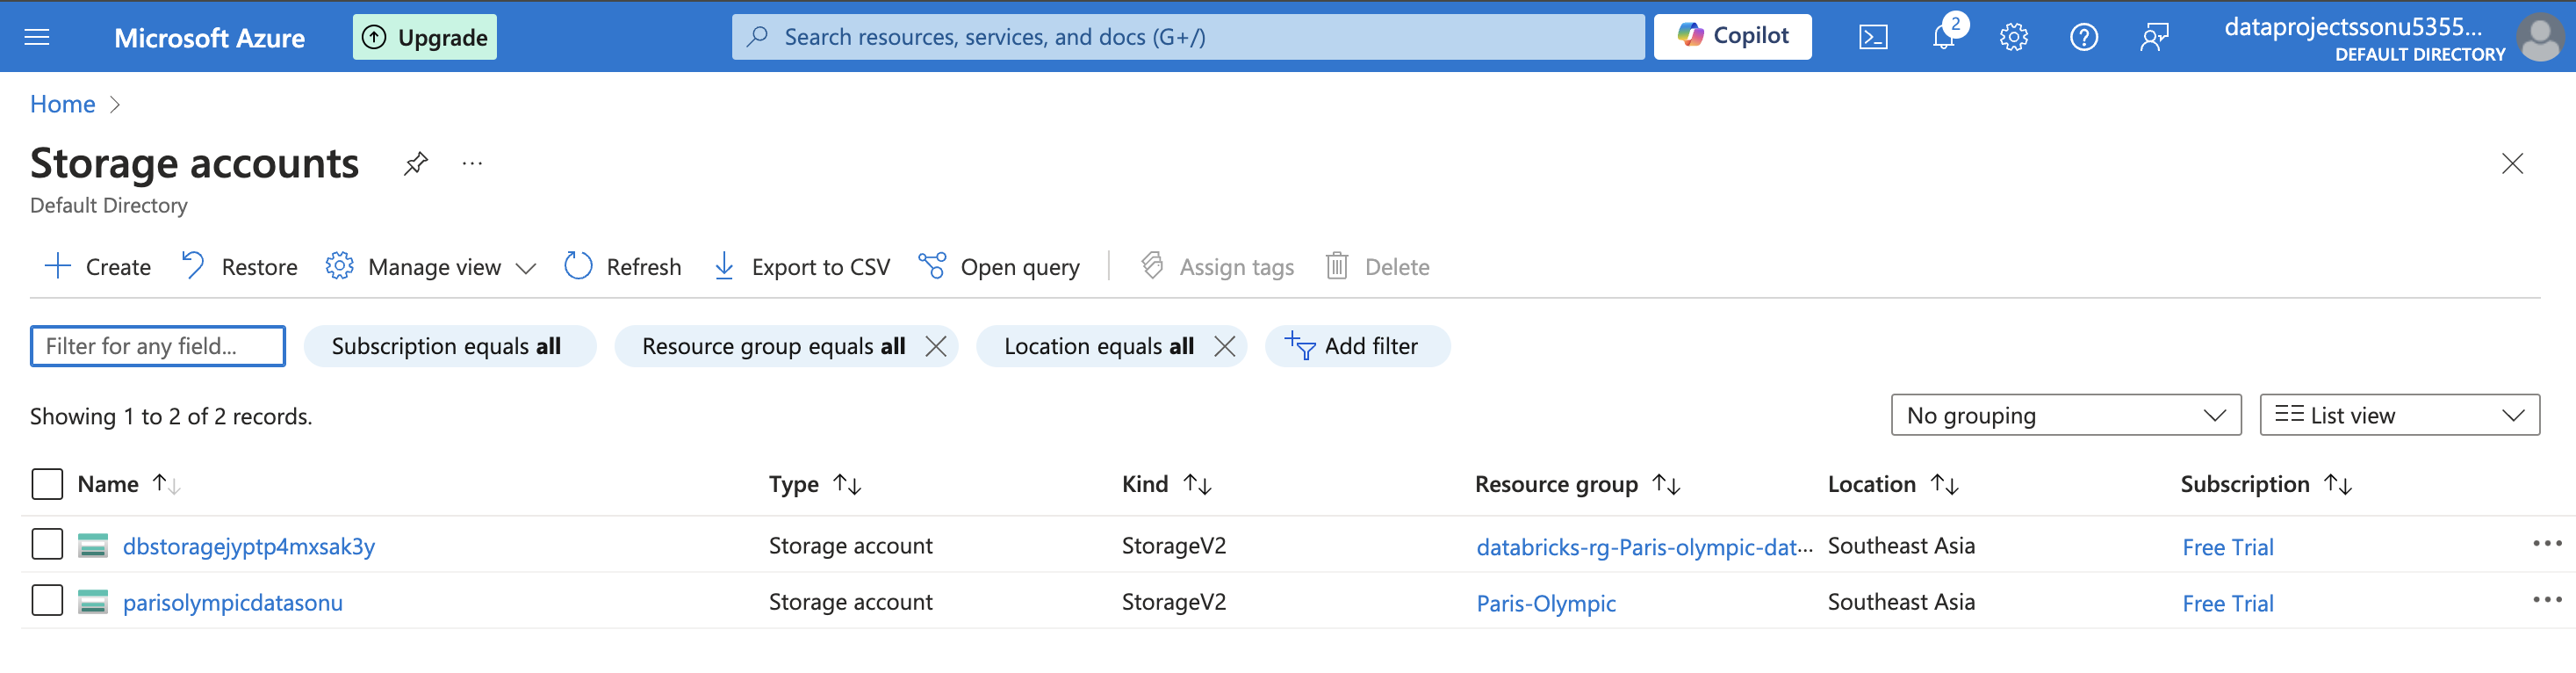 Microsoft Azure Upgrade Search resources, services, and docs (G+/) Copilot 2 dataprojectssonu5355...
DEFAULT DIRECTORY
Home
Storage accounts ...
Default Directory
Create Restore Manage view Refresh Export to CSV Open query Assign tags Delete
Filter for any field... Subscription equals all Resource group equals all Location equals all Add filter
Showing 1 to 2 of 2 records. No grouping List view
Name Type Kind Resource group Location Subscription
dbstoragejyptp4mxsak3y Storage account StorageV2 databricks-rg-Paris-olympic-dat... Southeast Asia Free Trial ...
parisolympicdatasonu Storage account StorageV2 Paris-Olympic Southeast Asia Free Trial ...